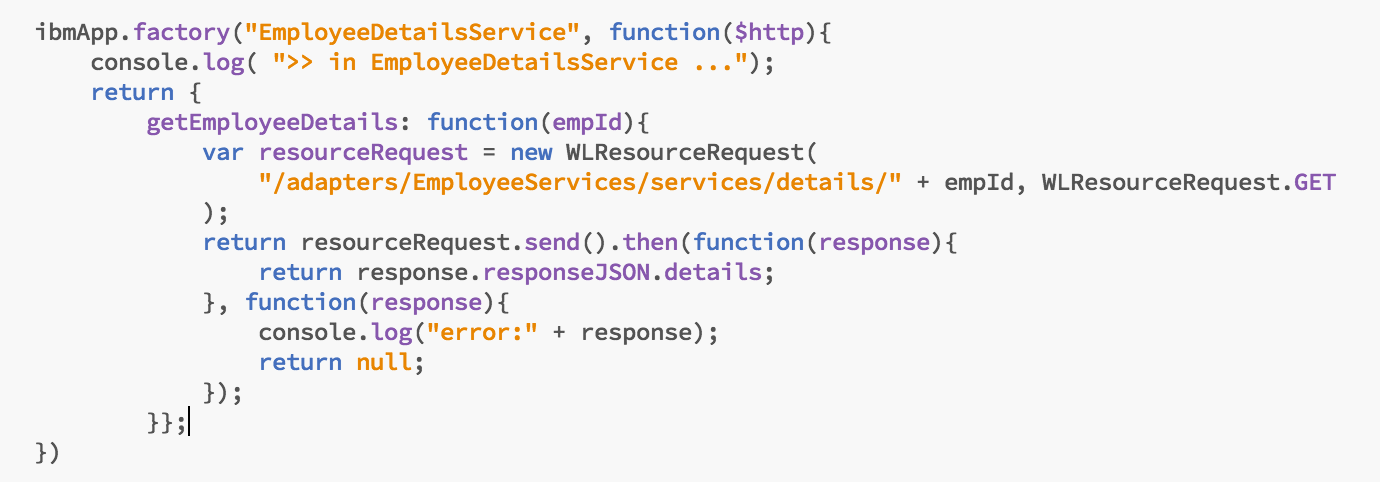 ibmApp.factory("EmployeeDetailsService", function($http){
    console.log( ">> in EmployeeDetailsService ...");
    return {
        getEmployeeDetails: function(empId){
            var resourceRequest = new WLResourceRequest(
                "/adapters/EmployeeServices/services/details/" + empId, WLResourceRequest.GET
            );
            return resourceRequest.send().then(function(response){
                return response.responseJSON.details;
            }, function(response){
                console.log("error:" + response);
                return null;
            });
        }};
})